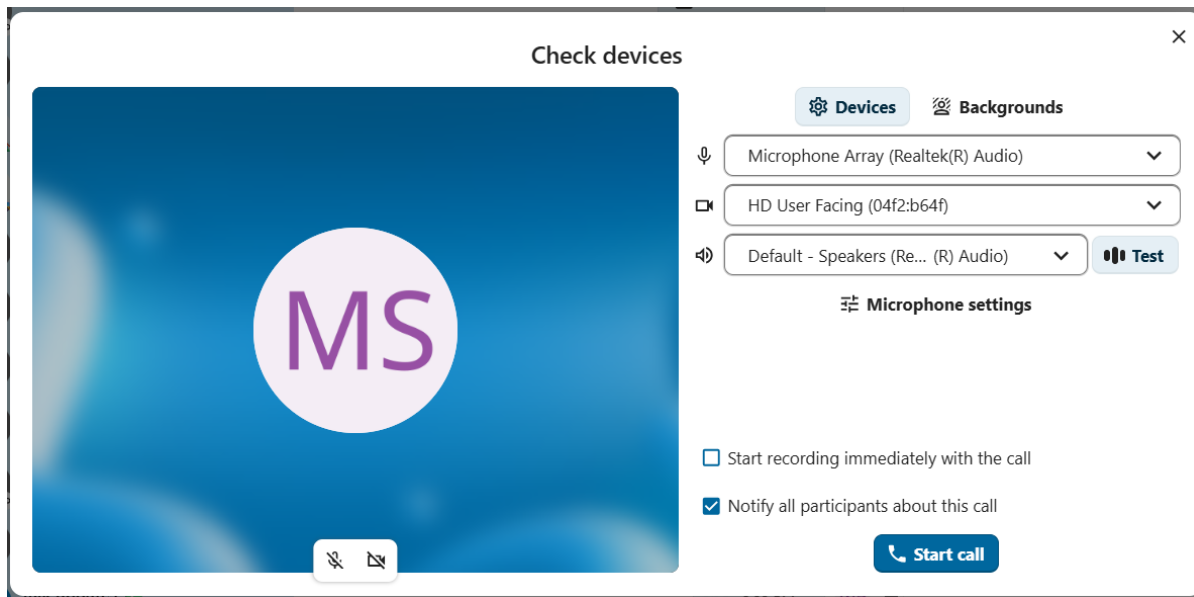 Check devices
MS
Devices
Backgrounds
Microphone Array (Realtek(R) Audio)
HD User Facing (04f2:b64f)
Default - Speakers (Re... (R) Audio)
Test
Microphone settings
Start recording immediately with the call
Notify all participants about this call
Start call